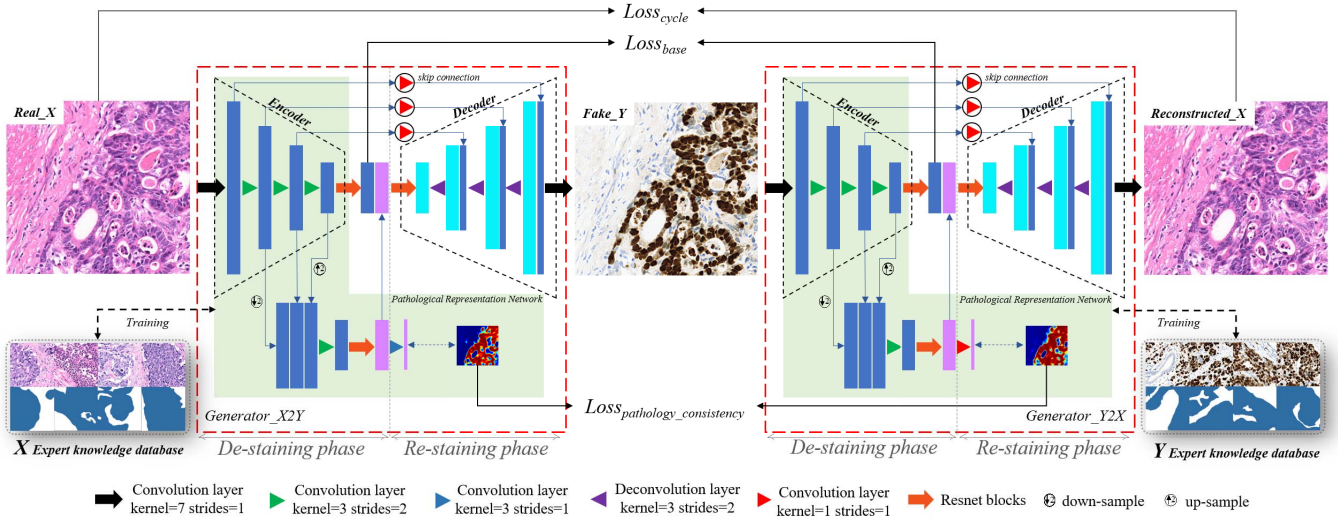 Loss_cycle
Loss_base
Real_X
Encoder
skip connection
Decoder
Fake_Y
Encoder
skip connection
Decoder
Reconstructed_X
Pathological Representation Network
Pathological Representation Network
Training
Training
Generator_X2Y
Loss_pathology_consistency
Generator_Y2X
X Expert knowledge database
De-staining phase
Re-staining phase
De-staining phase
Re-staining phase
Y Expert knowledge database
Convolution layer
kernel=7 strides=1
Convolution layer
kernel=3 strides=2
Convolution layer
kernel=3 strides=1
Deconvolution layer
kernel=3 strides=2
Convolution layer
kernel=1 strides=1
Resnet blocks
down-sample
up-sample